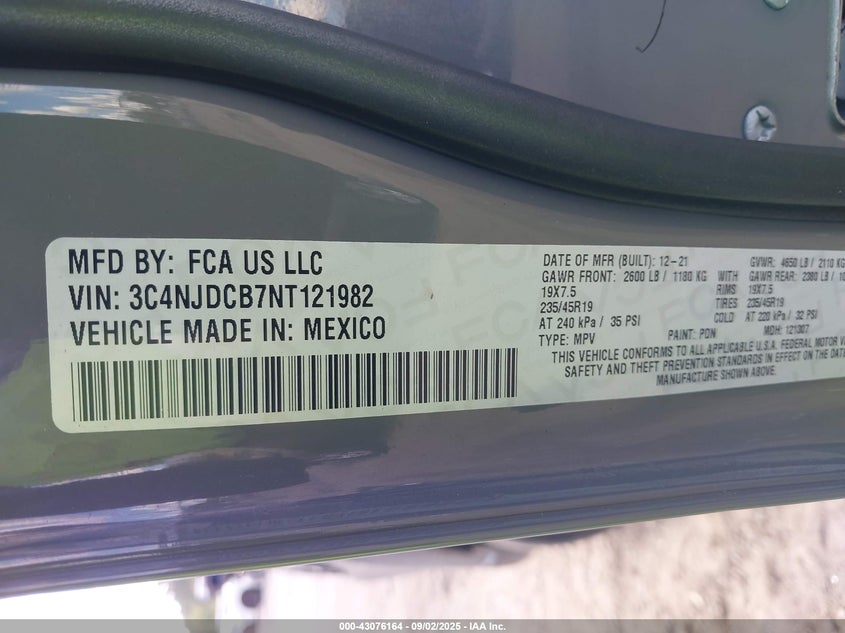 MFD BY: FCA US LLC
VIN: 3C4NJDCB7NT121982
VEHICLE MADE IN: MEXICO
DATE OF MFR (BUILT): 12-21 GVWR: 4650 LB / 2110 KG
GAWR FRONT: 2600 LB / 1180 KG WITH GAWR REAR: 2380 LB /
19X7.5 RIMS 19X7.5
235/45R19 TIRES 235/45R19
AT 240 kPa / 35 PSI COLD AT 220 kPa / 32 PSI
TYPE: MPV PAINT: PDN MDH: 121307
THIS VEHICLE CONFORMS TO ALL APPLICABLE U.S.A. FEDERAL MOTOR
SAFETY AND THEFT PREVENTION STANDARDS IN EFFECT ON THE DATE
MANUFACTURE SHOWN ABOVE.
000-43076164 - 09/02/2025 - IAA Inc.